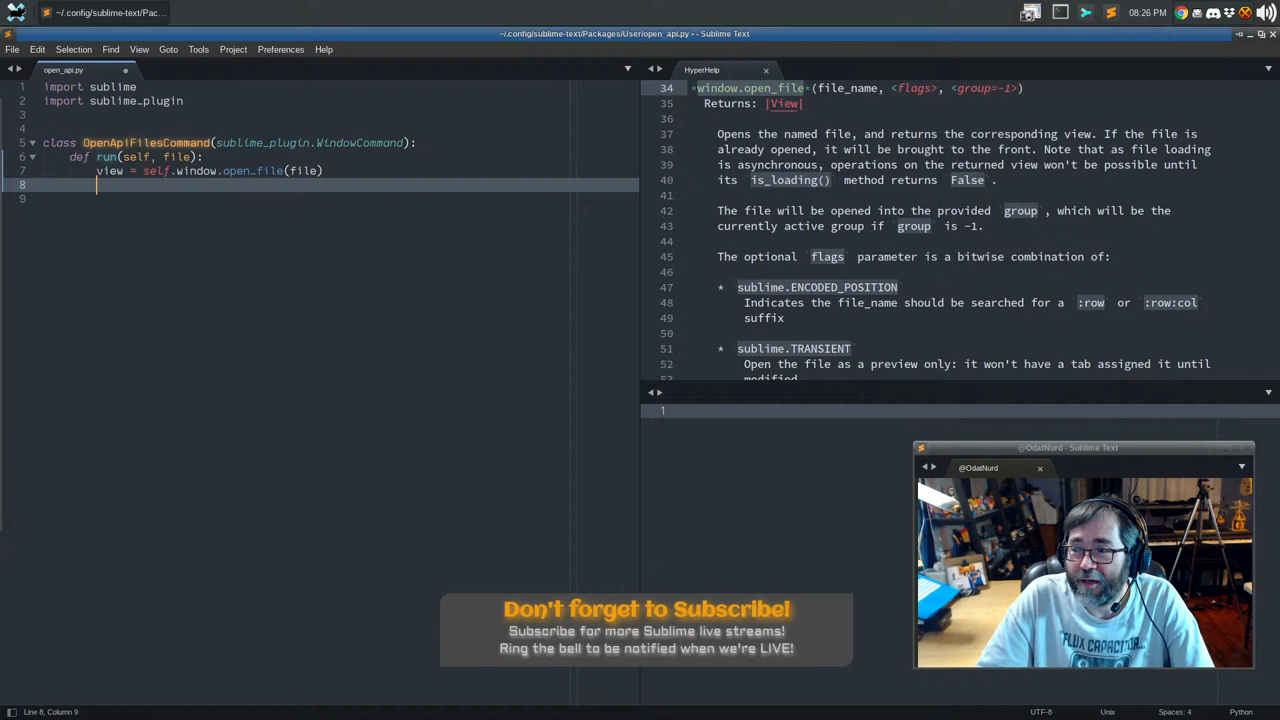 ~/.config/sublime-text/Pac...
08:26 PM
~/.config/sublime-text/Packages/User/open_api.py • - Sublime Text
File Edit Selection Find View Goto Tools Project Preferences Help
open_api.py
1 import sublime
2 import sublime_plugin
3
4
5 class OpenApiFilesCommand(sublime_plugin.WindowCommand):
6 def run(self, file):
7 view = self.window.open_file(file)
8
9
HyperHelp
34 *window.open_file*(file_name, <flags>, <group=-1>)
35 Returns: |View|
36
37 Opens the named file, and returns the corresponding view. If the file is
38 already opened, it will be brought to the front. Note that as file loading
39 is asynchronous, operations on the returned view won't be possible until
40 its `is_loading()` method returns `False`.
41
42 The file will be opened into the provided `group`, which will be the
43 currently active group if `group` is -1.
44
45 The optional `flags` parameter is a bitwise combination of:
46
47 * `sublime.ENCODED_POSITION`
48 Indicates the file_name should be searched for a `:row` or `:row:col`
49 suffix
50
51 * `sublime.TRANSIENT`
52 Open the file as a preview only: it won't have a tab assigned it until
53 modified
1
@OdatNurd - Sublime Text
@OdatNurd
FLUX CAPACITOR
Don't forget to Subscribe!
Subscribe for more Sublime live streams!
Ring the bell to be notified when we're LIVE!
Line 8, Column 9
UTF-8 Unix Spaces: 4 Python